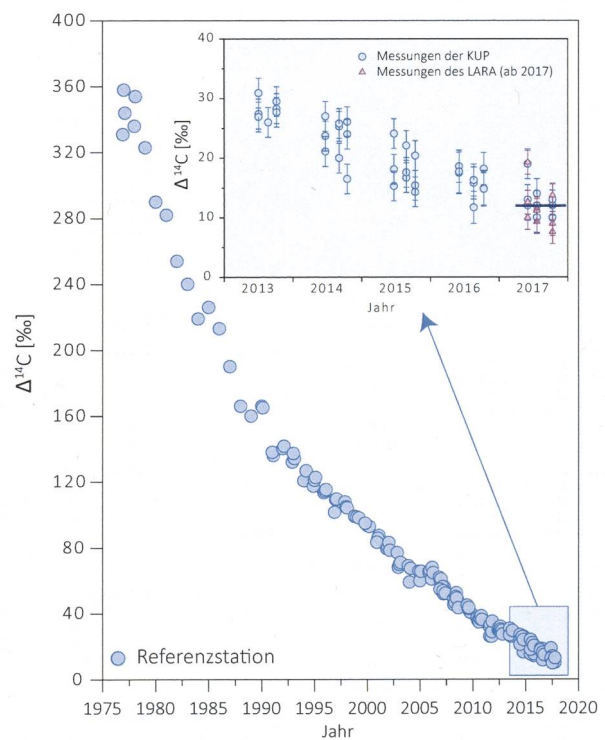 360
320
280
240
200
160
120
80
40
0
Δ¹⁴C [‰]
1975 1980 1985 1990 1995 2000 2005 2010 2015 2020
Jahr
Referenzstation
40
30
20
10
0
Δ¹⁴C [‰]
Messungen der KUP
Messungen des LARA (ab 2017)
2013 2014 2015 2016 2017
Jahr